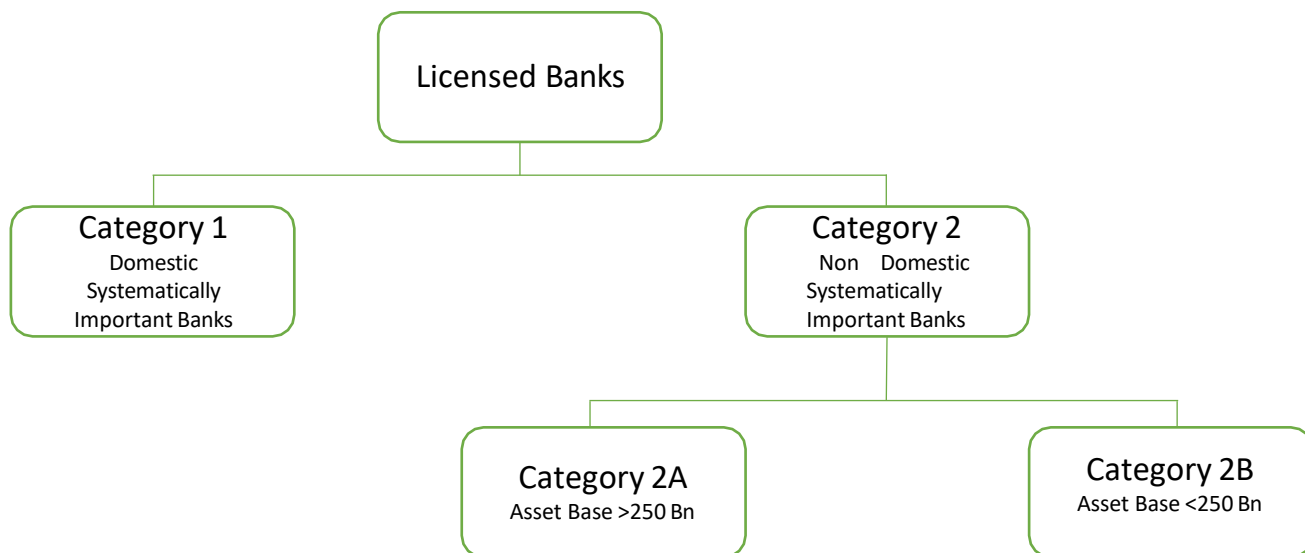 Licensed Banks
Category 1
Domestic
Systematically
Important Banks
Category 2
Non Domestic
Systematically
Important Banks
Category 2A
Asset Base >250 Bn
Category 2B
Asset Base <250 Bn